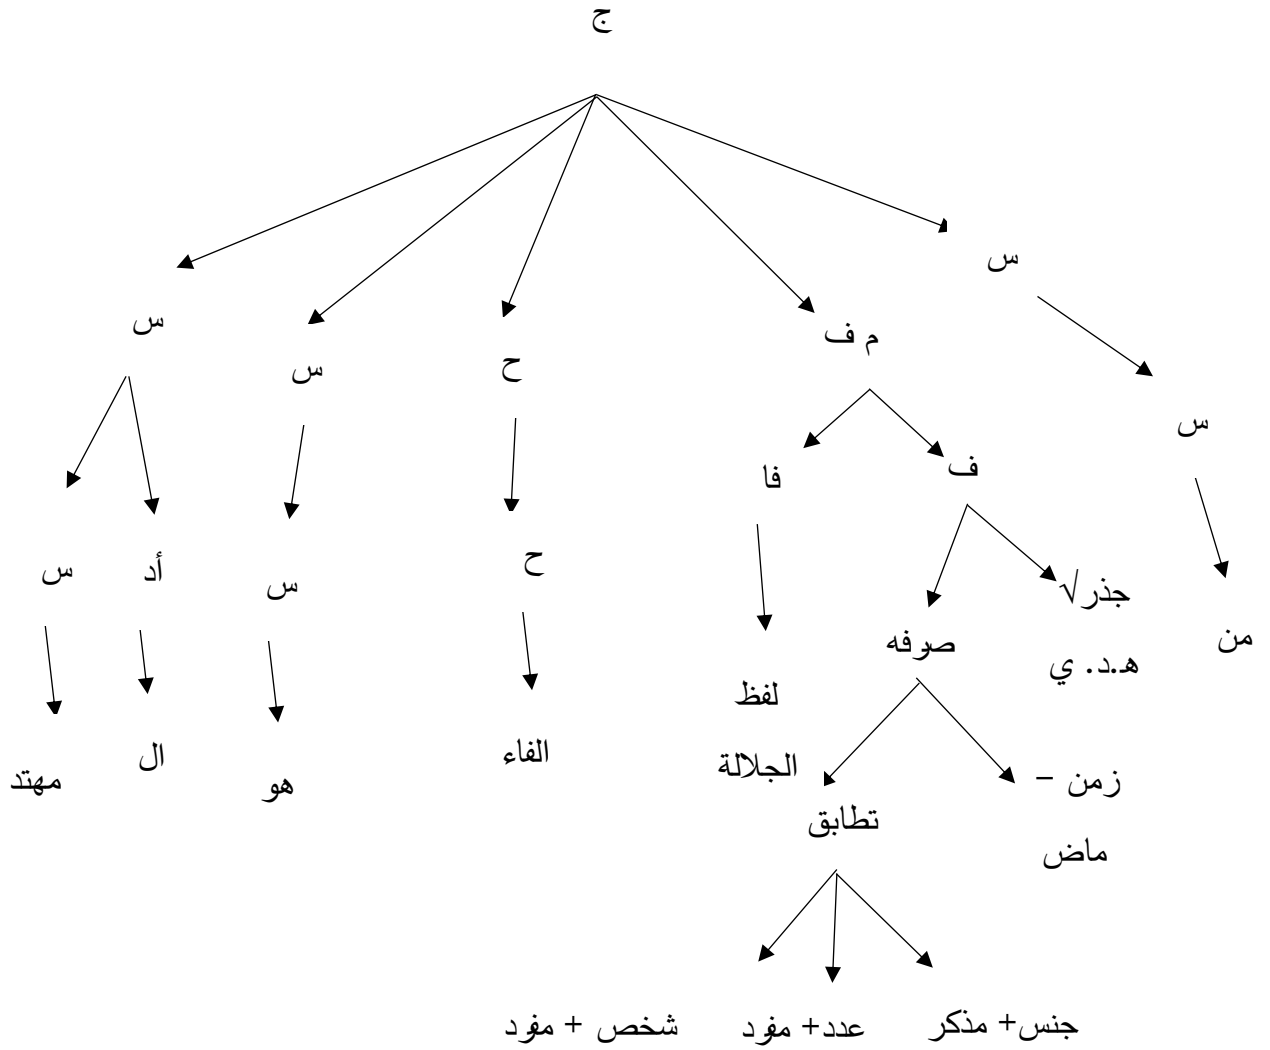 ج
س
س
م ف
ح
س
س
س
ف
فا
ح
س
أد
س
جذر√
ه.د. ي
صرفه
من
لفظ
الجلالة
الفاء
هو
ال
مهتد
زمن –
ماض
تطابق
جنس+ مذكر
عدد+ مفرد
شخص + مفرد